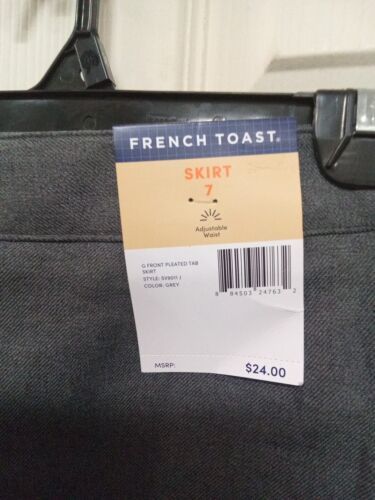 FRENCH TOAST®
SKIRT
7
Adjustable
Waist
G FRONT PLEATED TAB
SKIRT
STYLE: SV9011 J
COLOR: GREY
8 84503 24763 2
MSRP:
$24.00